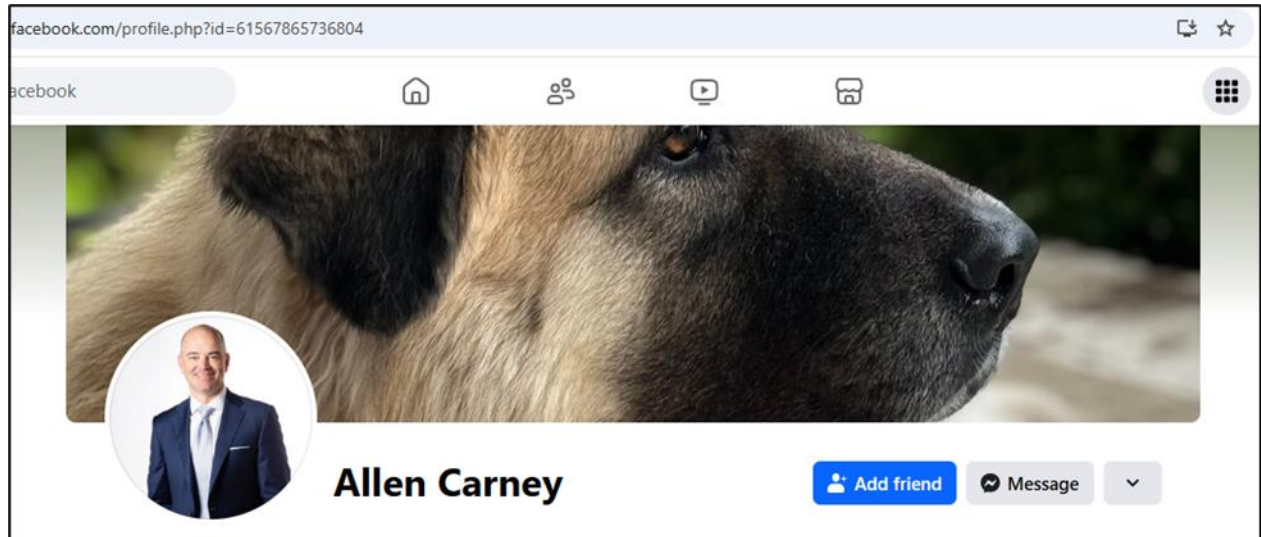 facebook.com/profile.php?id=61567865736804
acebook
Allen Carney
Add friend
Message